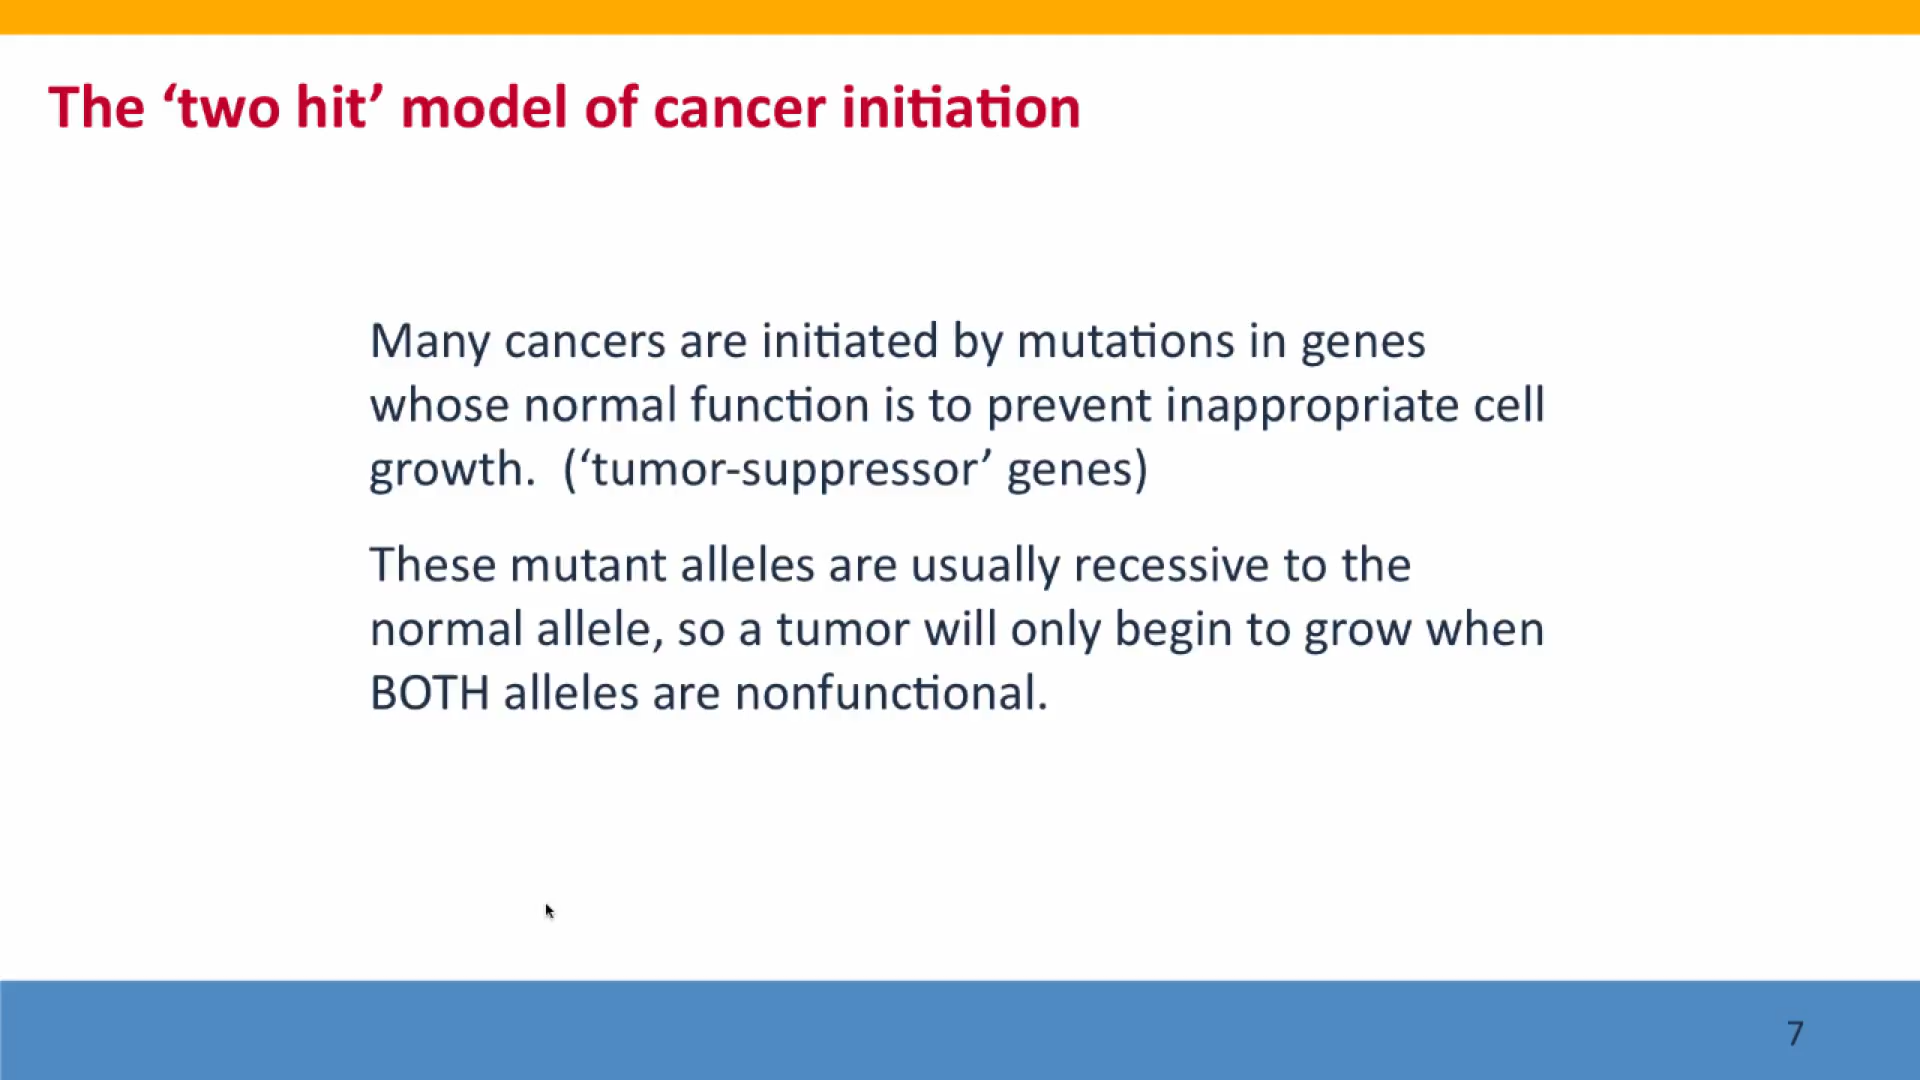 The ‘two hit’ model of cancer initiation
Many cancers are initiated by mutations in genes
whose normal function is to prevent inappropriate cell
growth.  (‘tumor-suppressor’ genes)
These mutant alleles are usually recessive to the
normal allele, so a tumor will only begin to grow when
BOTH alleles are nonfunctional.
7